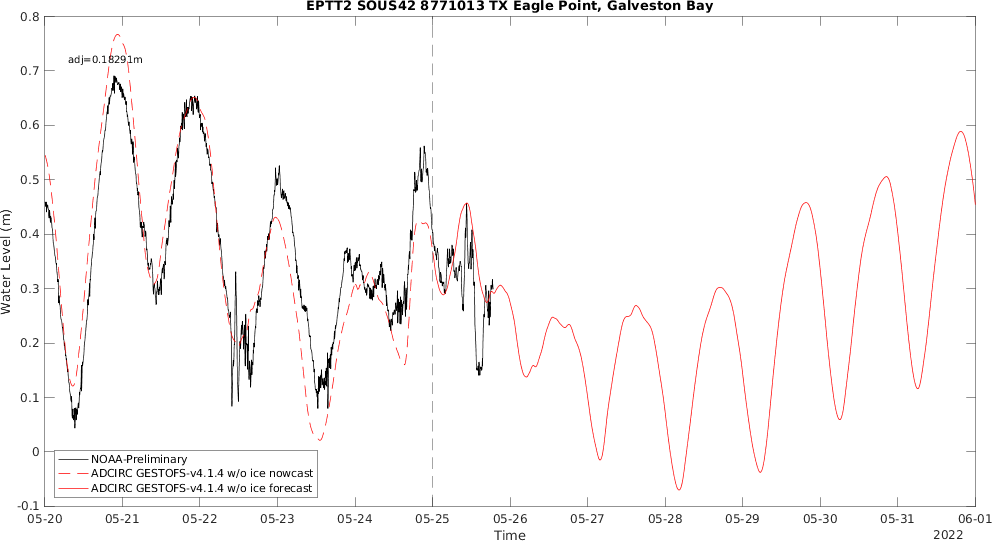 EPTT2 SOUS42 8771013 TX Eagle Point, Galveston Bay
0.8
0.7
0.6
0.5
0.4
0.3
0.2
0.1
0
-0.1
Water Level (m)
adj=0.18291m
NOAA-Preliminary
ADCIRC GESTOFS-v4.1.4 w/o ice nowcast
ADCIRC GESTOFS-v4.1.4 w/o ice forecast
05-20 05-21 05-22 05-23 05-24 05-25 05-26 05-27 05-28 05-29 05-30 05-31 06-01
Time
2022